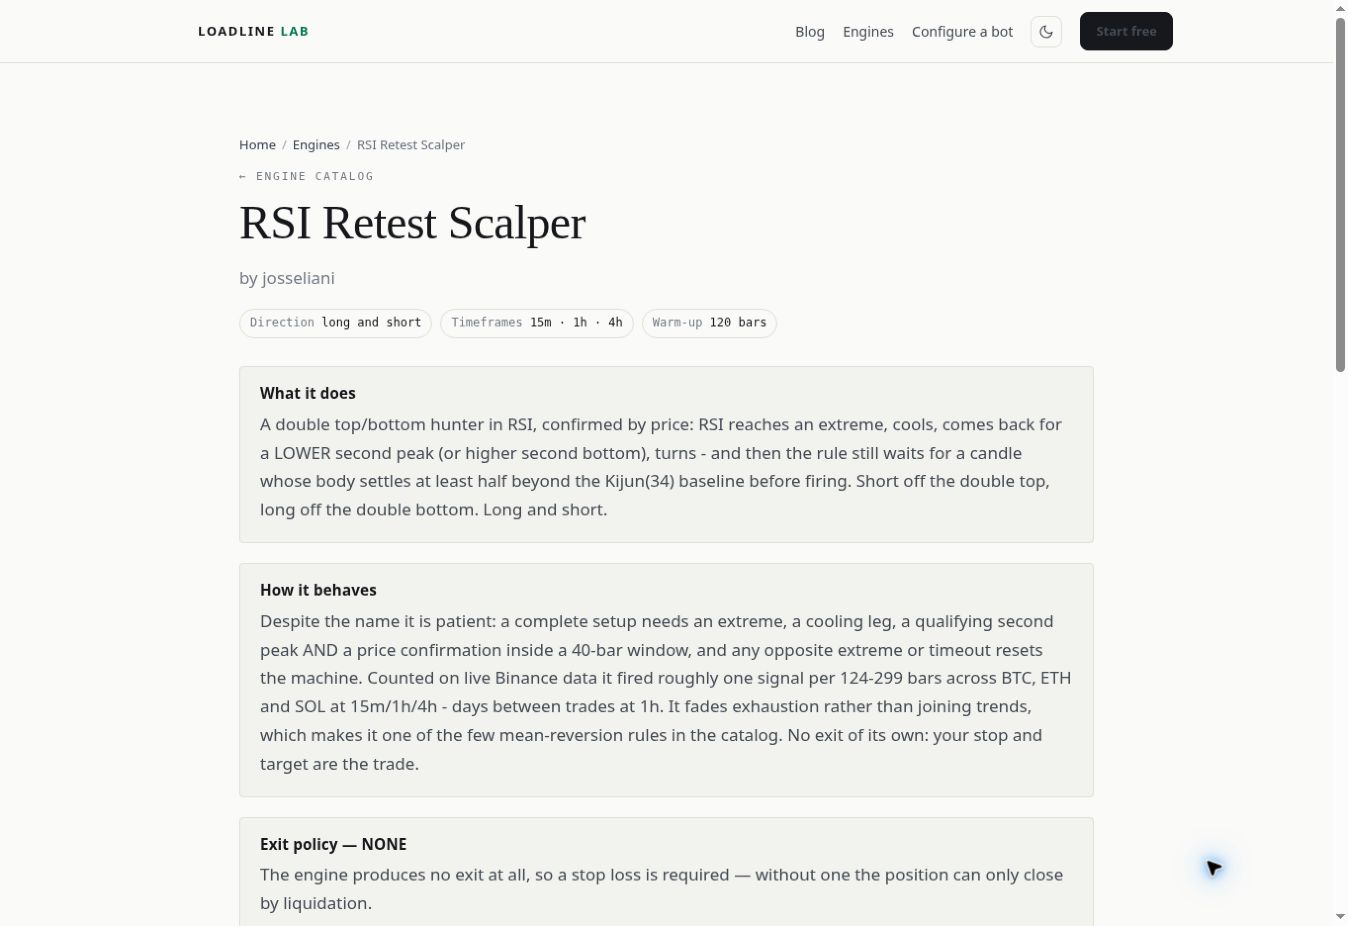 LOADLINE LAB
Blog
Engines
Configure a bot
Start free
Home / Engines / RSI Retest Scalper
← ENGINE CATALOG
RSI Retest Scalper
by josseliani
Direction long and short
Timeframes 15m · 1h · 4h
Warm-up 120 bars
What it does
A double top/bottom hunter in RSI, confirmed by price: RSI reaches an extreme, cools, comes back for
a LOWER second peak (or higher second bottom), turns - and then the rule still waits for a candle
whose body settles at least half beyond the Kijun(34) baseline before firing. Short off the double top,
long off the double bottom. Long and short.
How it behaves
Despite the name it is patient: a complete setup needs an extreme, a cooling leg, a qualifying second
peak AND a price confirmation inside a 40-bar window, and any opposite extreme or timeout resets
the machine. Counted on live Binance data it fired roughly one signal per 124-299 bars across BTC, ETH
and SOL at 15m/1h/4h - days between trades at 1h. It fades exhaustion rather than joining trends,
which makes it one of the few mean-reversion rules in the catalog. No exit of its own: your stop and
target are the trade.
Exit policy — NONE
The engine produces no exit at all, so a stop loss is required — without one the position can only close
by liquidation.